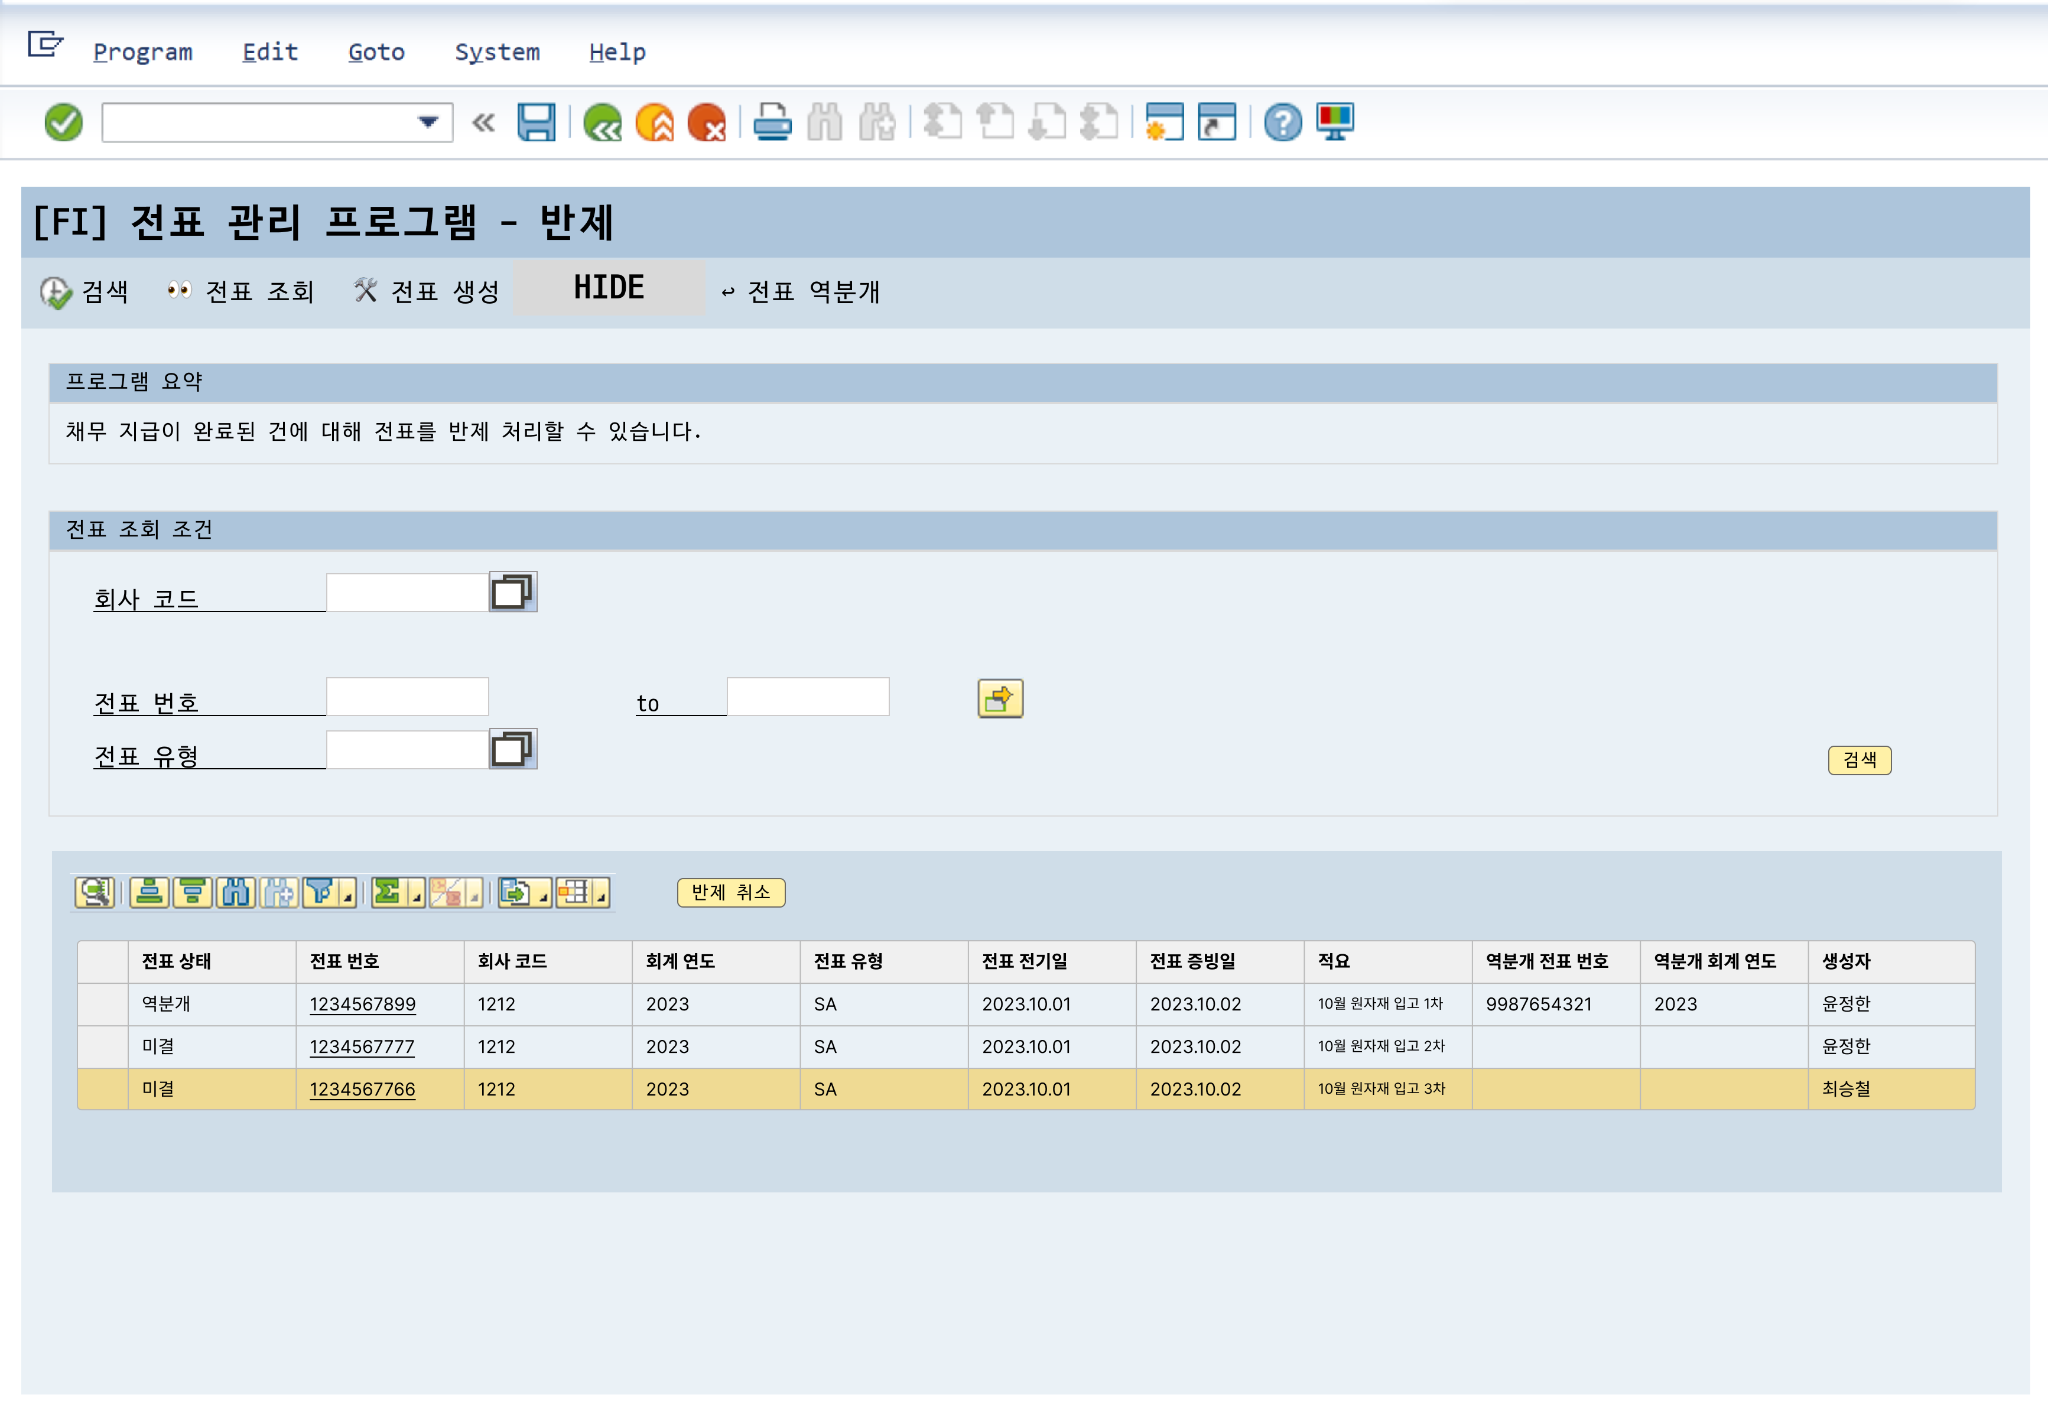 Program Edit Goto System Help
[FI] 전표 관리 프로그램 - 반제
검색 전표 조회 전표 생성 HIDE 전표 역분개
프로그램 요약
채무 지급이 완료된 건에 대해 전표를 반제 처리할 수 있습니다.
전표 조회 조건
회사 코드
전표 번호 to
전표 유형
검색
반제 취소
전표 상태 전표 번호 회사 코드 회계 연도 전표 유형 전표 전기일 전표 증빙일 적요 역분개 전표 번호 역분개 회계 연도 생성자
역분개 1234567899 1212 2023 SA 2023.10.01 2023.10.02 10월 원자재 입고 1차 9987654321 2023 윤정한
미결 1234567777 1212 2023 SA 2023.10.01 2023.10.02 10월 원자재 입고 2차 윤정한
미결 1234567766 1212 2023 SA 2023.10.01 2023.10.02 10월 원자재 입고 3차 최승철